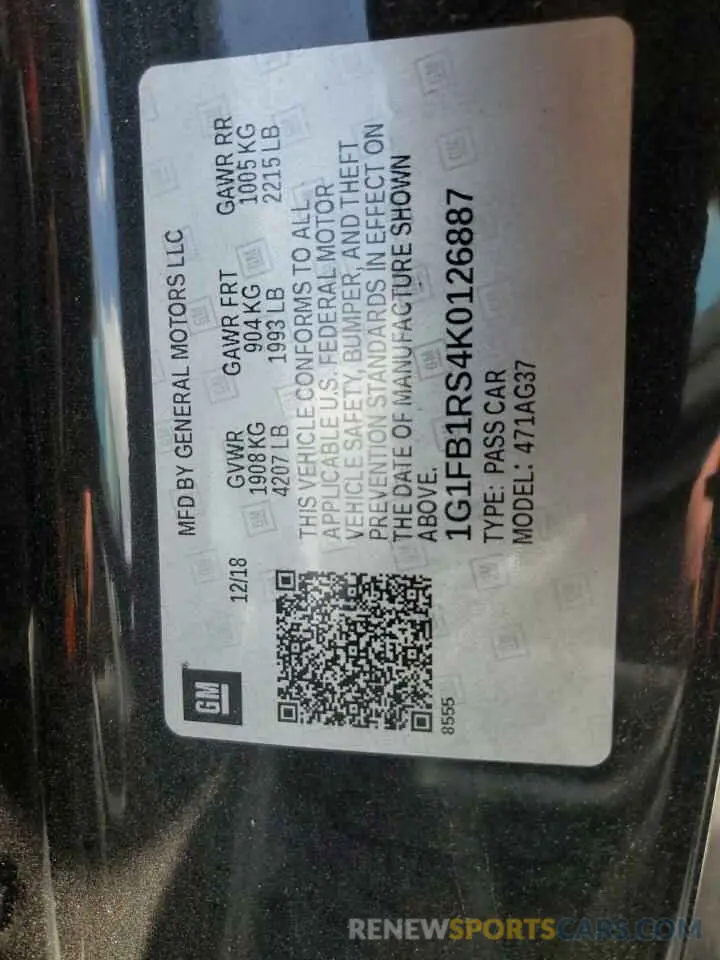 GM
MFD BY GENERAL MOTORS LLC
12/18
GVWR GAWR FRT GAWR RR
1908 KG 904 KG 1005 KG
4207 LB 1993 LB 2215 LB
THIS VEHICLE CONFORMS TO ALL
APPLICABLE U.S. FEDERAL MOTOR
VEHICLE SAFETY, BUMPER, AND THEFT
PREVENTION STANDARDS IN EFFECT ON
THE DATE OF MANUFACTURE SHOWN
ABOVE.
8555
1G1FB1RS4K0126887
TYPE: PASS CAR
MODEL: 471AG37
RENEWSPORTSCARS.COM